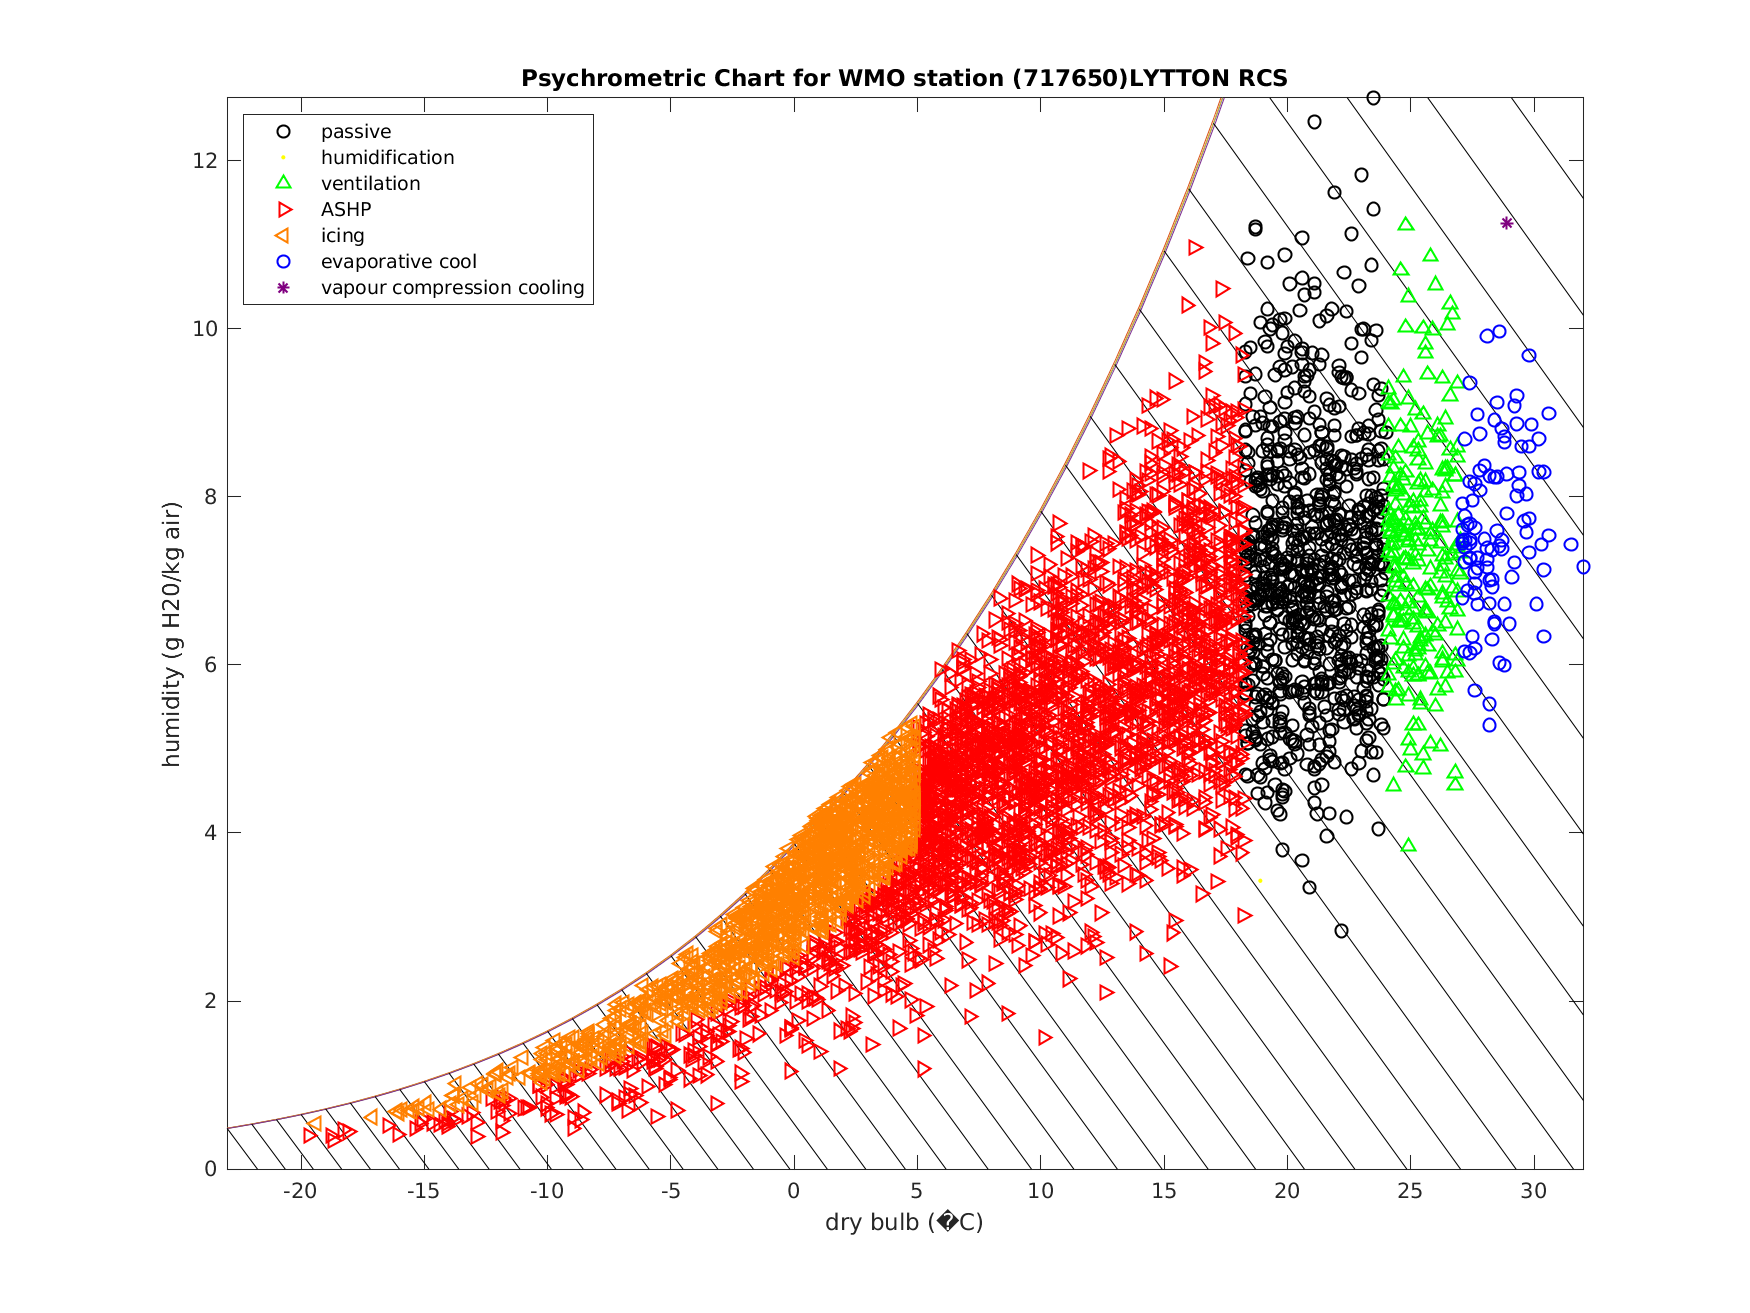 Psychrometric Chart for WMO station (717650)LYTTON RCS
passive
humidification
ventilation
ASHP
icing
evaporative cool
vapour compression cooling
humidity (g H20/kg air)
12
10
8
6
4
2
0
-20 -15 -10 -5 0 5 10 15 20 25 30
dry bulb (�C)